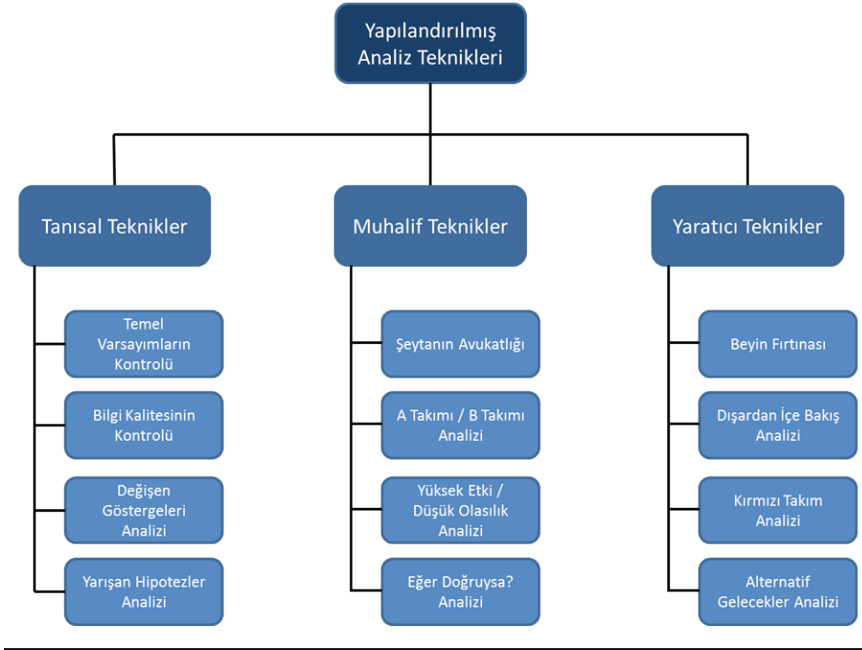 Yapılandırılmış
Analiz Teknikleri
Tanısal Teknikler
Temel
Varsayımların
Kontrolü
Bilgi Kalitesinin
Kontrolü
Değişen
Göstergeleri
Analizi
Yarışan Hipotezler
Analizi
Muhalif Teknikler
Şeytanın Avukatlığı
A Takımı / B Takımı
Analizi
Yüksek Etki /
Düşük Olasılık
Analizi
Eğer Doğruysa?
Analizi
Yaratıcı Teknikler
Beyin Fırtınası
Dışardan İçe Bakış
Analizi
Kırmızı Takım
Analizi
Alternatif
Gelecekler Analizi